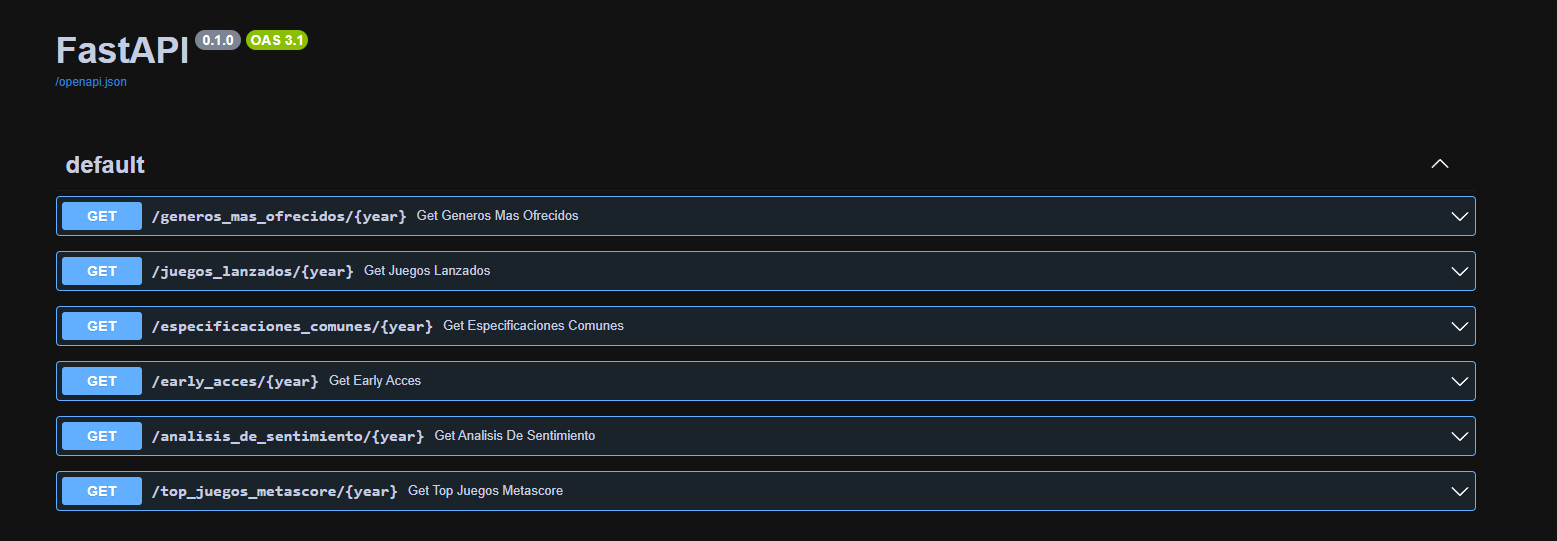 FastAPI 0.1.0 OAS 3.1
/openapi.json
default
GET /generos_mas_ofrecidos/{year} Get Generos Mas Ofrecidos
GET /juegos_lanzados/{year} Get Juegos Lanzados
GET /especificaciones_comunes/{year} Get Especificaciones Comunes
GET /early_acces/{year} Get Early Acces
GET /analisis_de_sentimiento/{year} Get Analisis De Sentimiento
GET /top_juegos_metascore/{year} Get Top Juegos Metascore